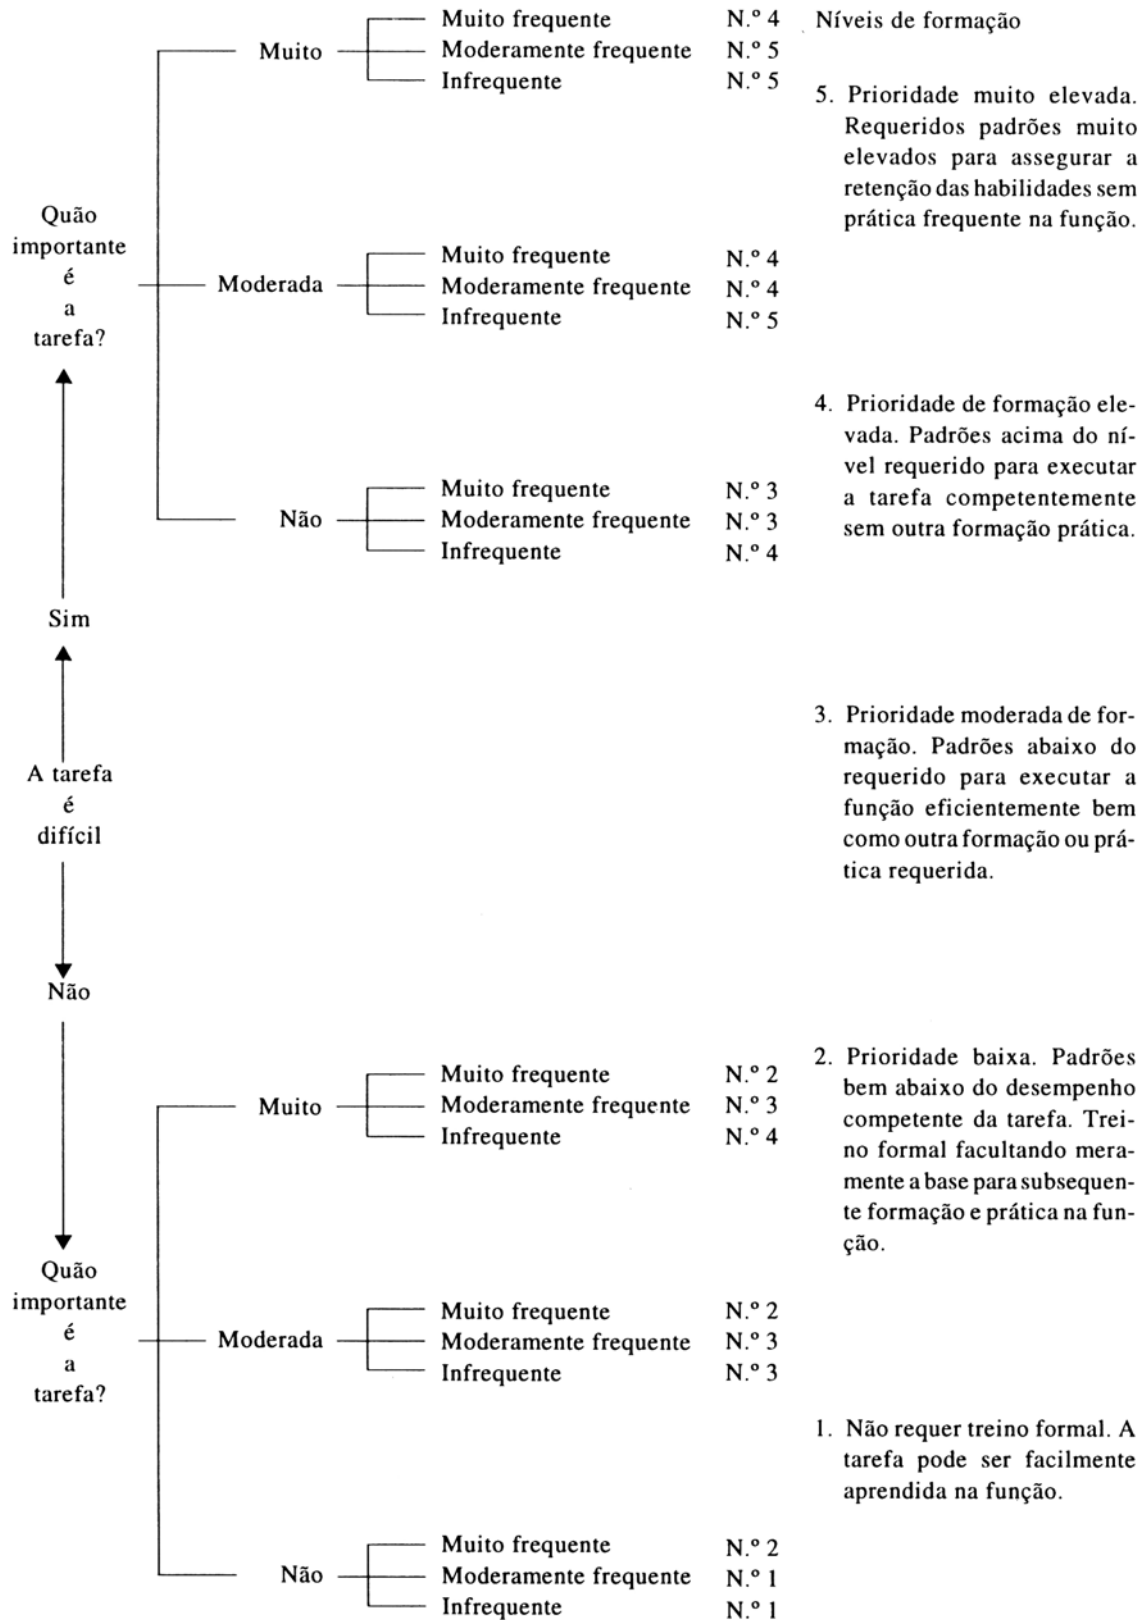 Muito frequente N.º 4
Muito Moderamente frequente N.º 5
Infrequente N.º 5
Quão
importante
é
a
tarefa?
Muito frequente N.º 4
Moderada Moderamente frequente N.º 4
Infrequente N.º 5
Muito frequente N.º 3
Não Moderamente frequente N.º 3
Infrequente N.º 4
Sim
A tarefa
é
difícil
Não
Muito frequente N.º 2
Muito Moderamente frequente N.º 3
Infrequente N.º 4
Quão
importante
é
a
tarefa?
Muito frequente N.º 2
Moderada Moderamente frequente N.º 3
Infrequente N.º 3
Muito frequente N.º 2
Não Moderamente frequente N.º 1
Infrequente N.º 1
Níveis de formação
5. Prioridade muito elevada.
Requeridos padrões muito
elevados para assegurar a
retenção das habilidades sem
prática frequente na função.
4. Prioridade de formação ele-
vada. Padrões acima do ní-
vel requerido para executar
a tarefa competentemente
sem outra formação prática.
3. Prioridade moderada de for-
mação. Padrões abaixo do
requerido para executar a
função eficientemente bem
como outra formação ou prá-
tica requerida.
2. Prioridade baixa. Padrões
bem abaixo do desempenho
competente da tarefa. Trei-
no formal facultando mera-
mente a base para subsequen-
te formação e prática na fun-
ção.
1. Não requer treino formal. A
tarefa pode ser facilmente
aprendida na função.